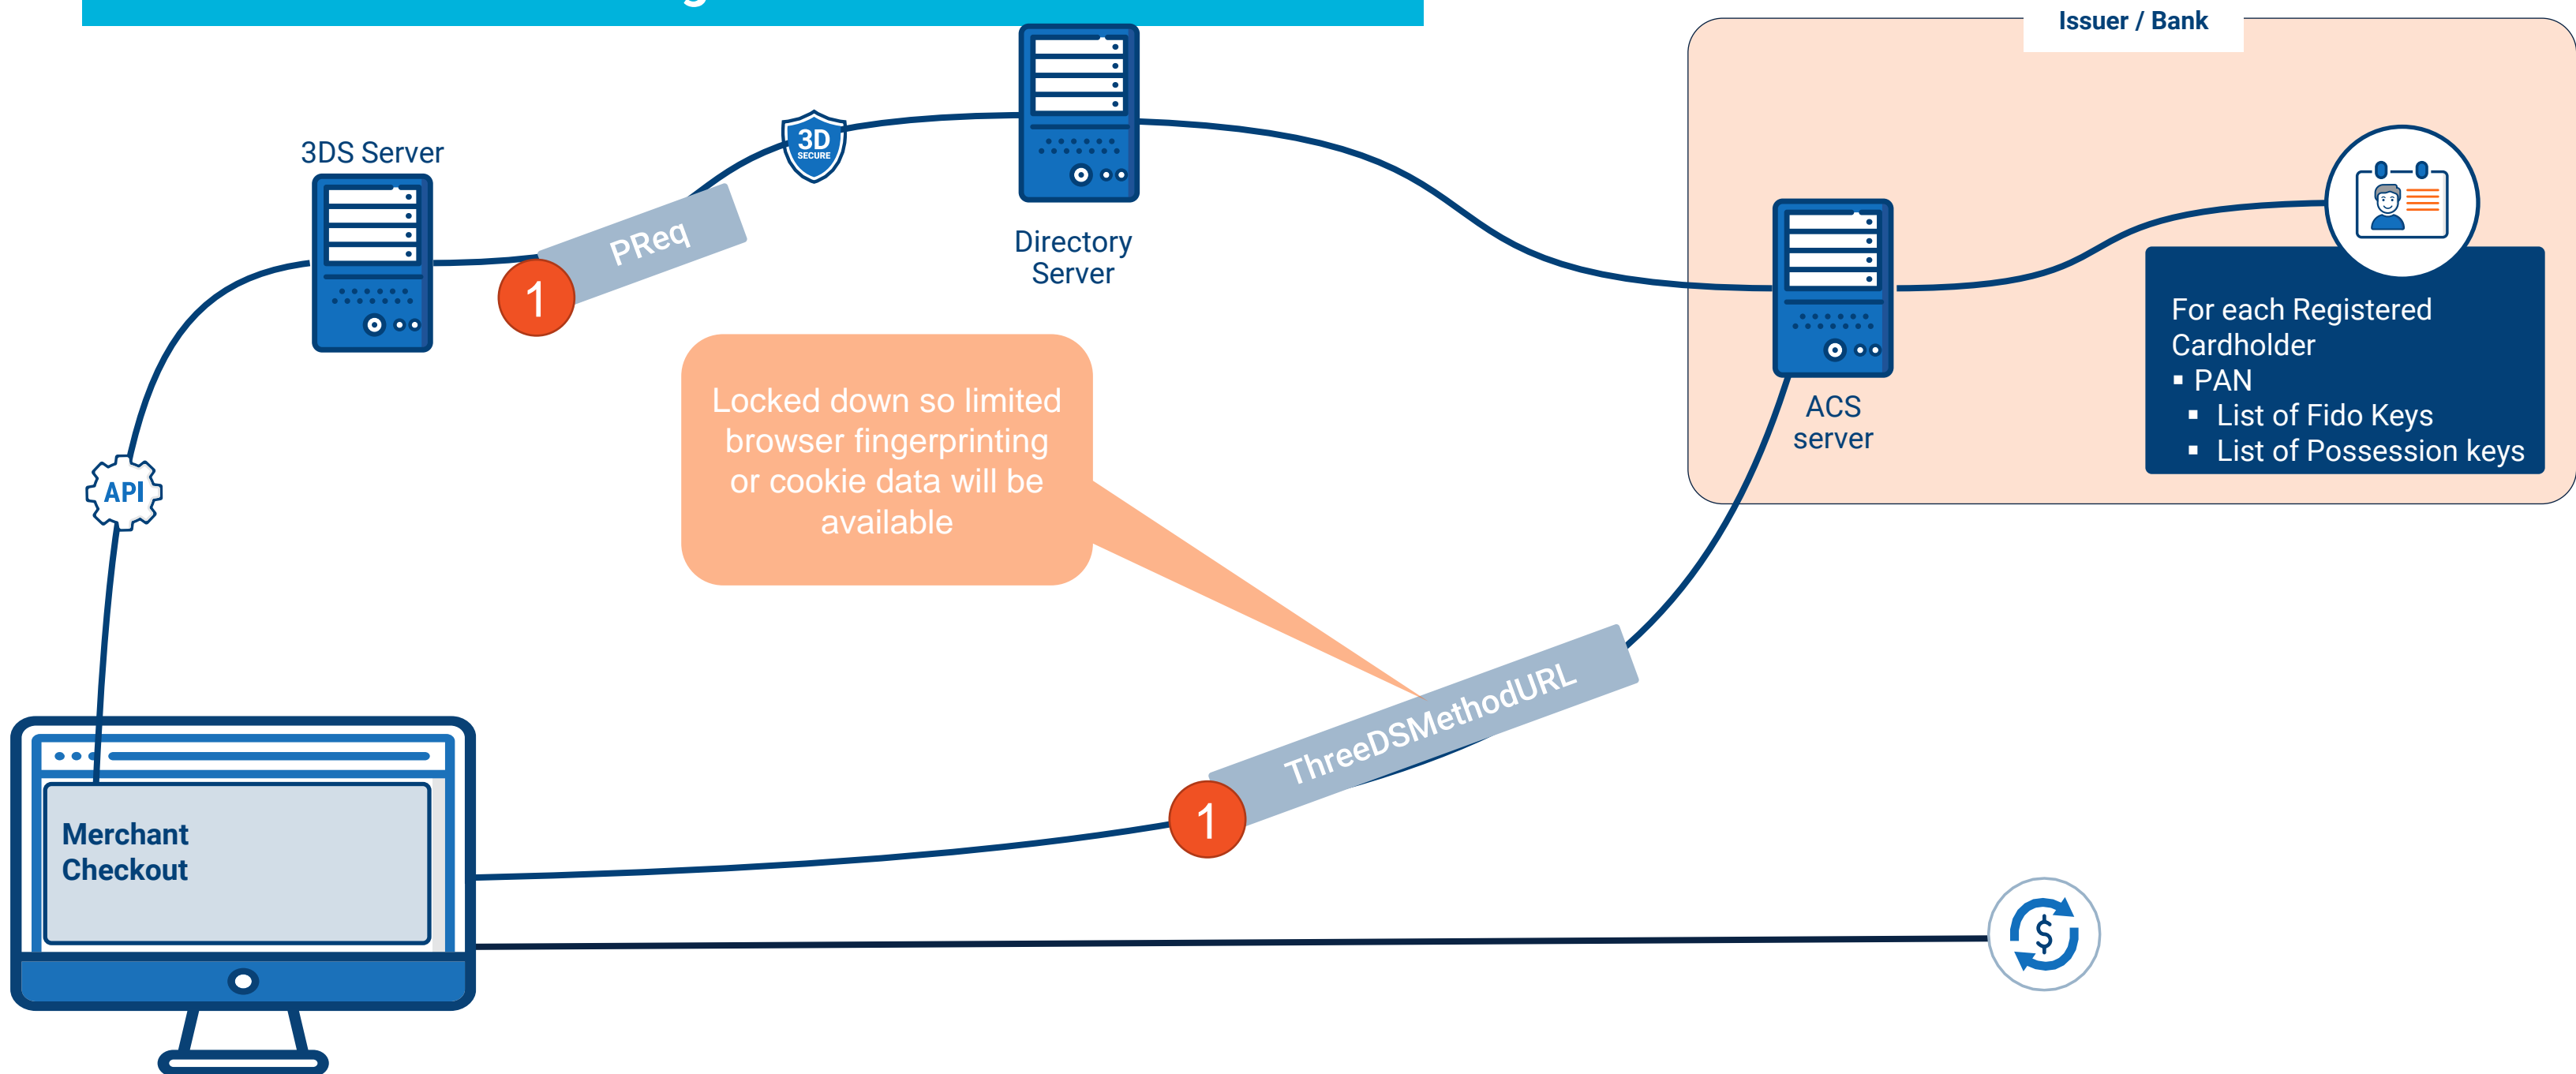 Issuer / Bank
3DS Server
3D
SECURE
PReq
1
Directory
Server
For each Registered
Cardholder
▪ PAN
▪ List of Fido Keys
▪ List of Possession keys
Locked down so limited
browser fingerprinting
or cookie data will be
available
ACS
server
API
ThreeDSMethodURL
1
Merchant
Checkout
$